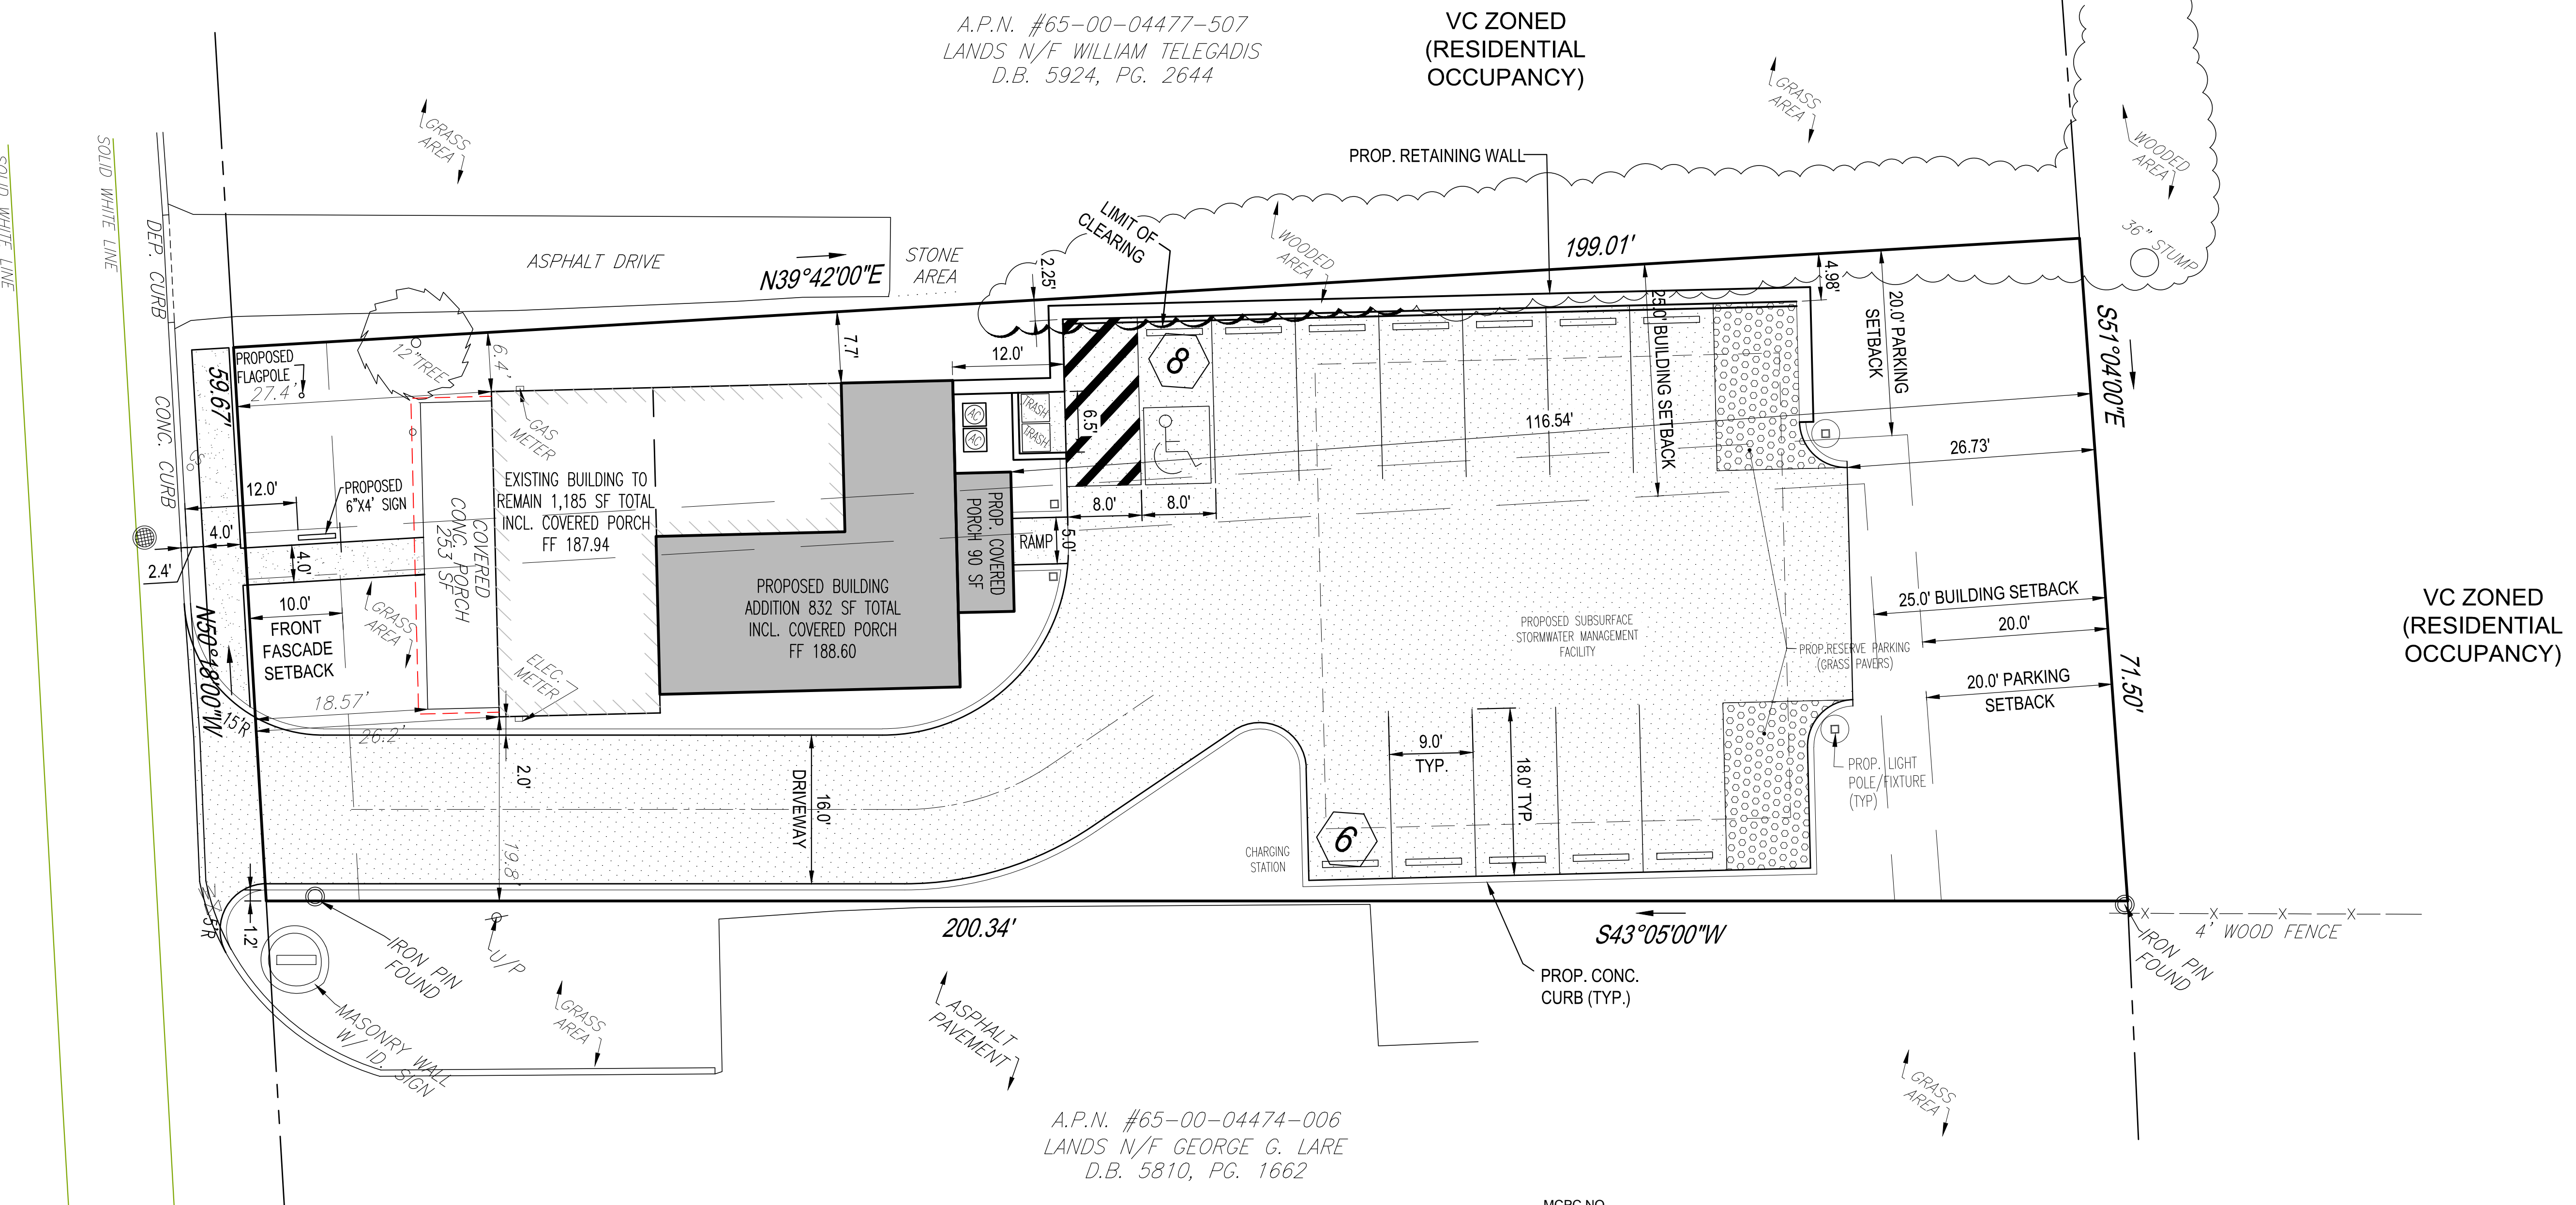 A.P.N. #65-00-04477-507
LANDS N/F WILLIAM TELEGADIS
D.B. 5924, PG. 2644
VC ZONED
(RESIDENTIAL
OCCUPANCY)
SOLID WHITE LINE
SOLID WHITE LINE
DEP. CURB
CONC. CURB
GRASS
AREA
GRASS
AREA
WOODED
AREA
36" STUMP
PROP. RETAINING WALL
LIMIT OF
CLEARING
WOODED
AREA
199.01'
ASPHALT DRIVE
N39°42'00"E
STONE
AREA
2.25'
4.98'
25.0' BUILDING SETBACK
20.0' PARKING
SETBACK
S51°04'00"E
59.67'
PROPOSED
FLAGPOLE
27.4'
12"TREE
6.4'
7.7'
12.0'
8
GAS
METER
AC
AC
TRASH
TRASH
6.5'
116.54'
26.73'
12.0'
PROPOSED
6"X4' SIGN
4.0'
4.0'
2.4'
COVERED
CONC. PORCH
253 SF
EXISTING BUILDING TO
REMAIN 1,185 SF TOTAL
INCL. COVERED PORCH
FF 187.94
PROP. COVERED
PORCH 90 SF
8.0'
8.0'
RAMP
5.0'
10.0'
FRONT
FASCADE
SETBACK
GRASS
AREA
PROPOSED BUILDING
ADDITION 832 SF TOTAL
INCL. COVERED PORCH
FF 188.60
PROPOSED SUBSURFACE
STORMWATER MANAGEMENT
FACILITY
PROP.RESERVE PARKING
(GRASS PAVERS)
25.0' BUILDING SETBACK
20.0'
20.0' PARKING
SETBACK
71.50'
VC ZONED
(RESIDENTIAL
OCCUPANCY)
N50°18'00"W
15'R
18.57'
26.2'
ELEC.
METER
2.0'
19.8'
16.0'
DRIVEWAY
9.0'
TYP.
18.0' TYP.
PROP. LIGHT
POLE/FIXTURE
(TYP)
6
CHARGING
STATION
5'R
1.2'
IRON PIN
FOUND
U/P
200.34'
S43°05'00"W
PROP. CONC.
CURB (TYP.)
IRON PIN
FOUND
4' WOOD FENCE
MASONRY WALL
W/ ID. SIGN
GRASS
AREA
ASPHALT
PAVEMENT
GRASS
AREA
A.P.N. #65-00-04474-006
LANDS N/F GEORGE G. LARE
D.B. 5810, PG. 1662